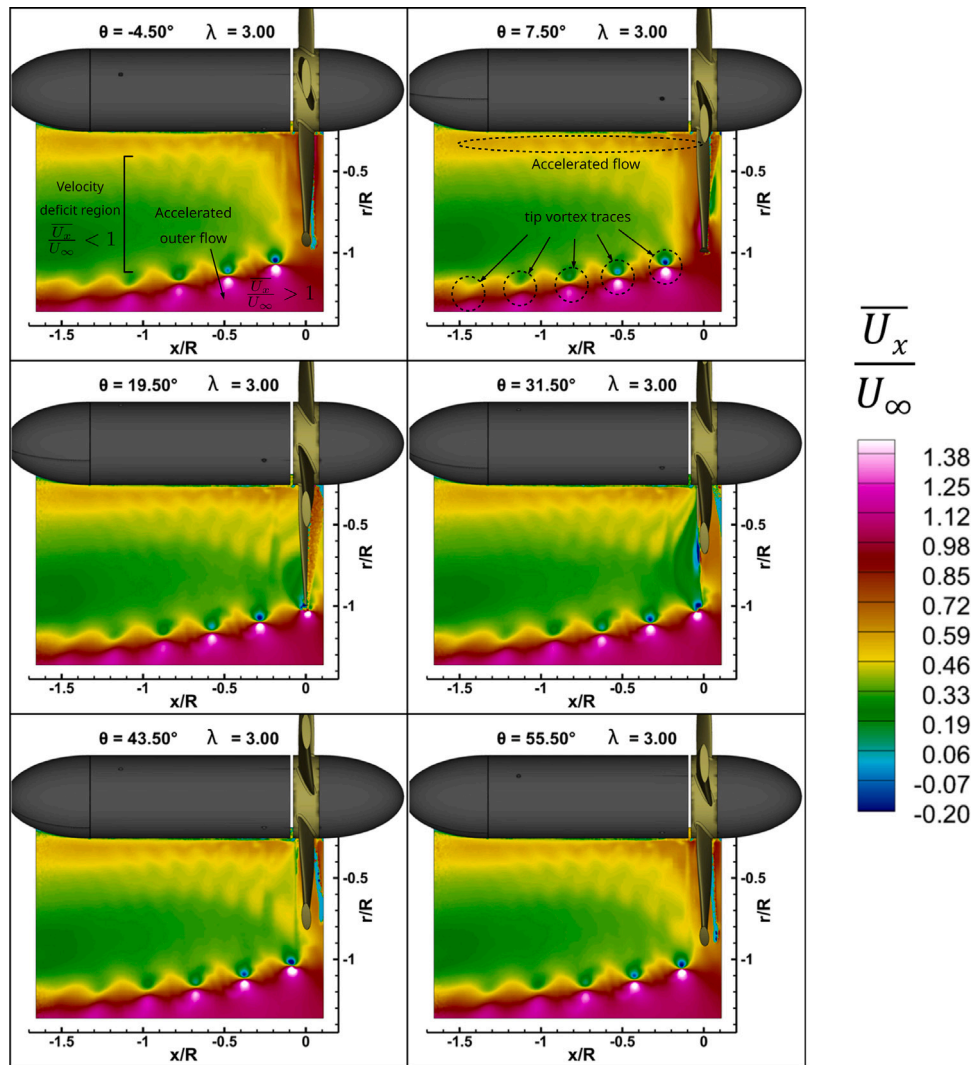 θ = -4.50° λ = 3.00
Velocity
deficit region
U̅x̅/U∞ < 1
Accelerated
outer flow
U̅x̅/U∞ > 1
-0.5
-1
r/R
-1.5 -1 -0.5 0
x/R
θ = 7.50° λ = 3.00
Accelerated flow
tip vortex traces
-0.5
-1
r/R
-1.5 -1 -0.5 0
x/R
θ = 19.50° λ = 3.00
-0.5
-1
r/R
-1.5 -1 -0.5 0
x/R
θ = 31.50° λ = 3.00
-0.5
-1
r/R
-1.5 -1 -0.5 0
x/R
θ = 43.50° λ = 3.00
-0.5
-1
r/R
-1.5 -1 -0.5 0
x/R
θ = 55.50° λ = 3.00
-0.5
-1
r/R
-1.5 -1 -0.5 0
x/R
U̅x̅
U∞
1.38
1.25
1.12
0.98
0.85
0.72
0.59
0.46
0.33
0.19
0.06
-0.07
-0.20